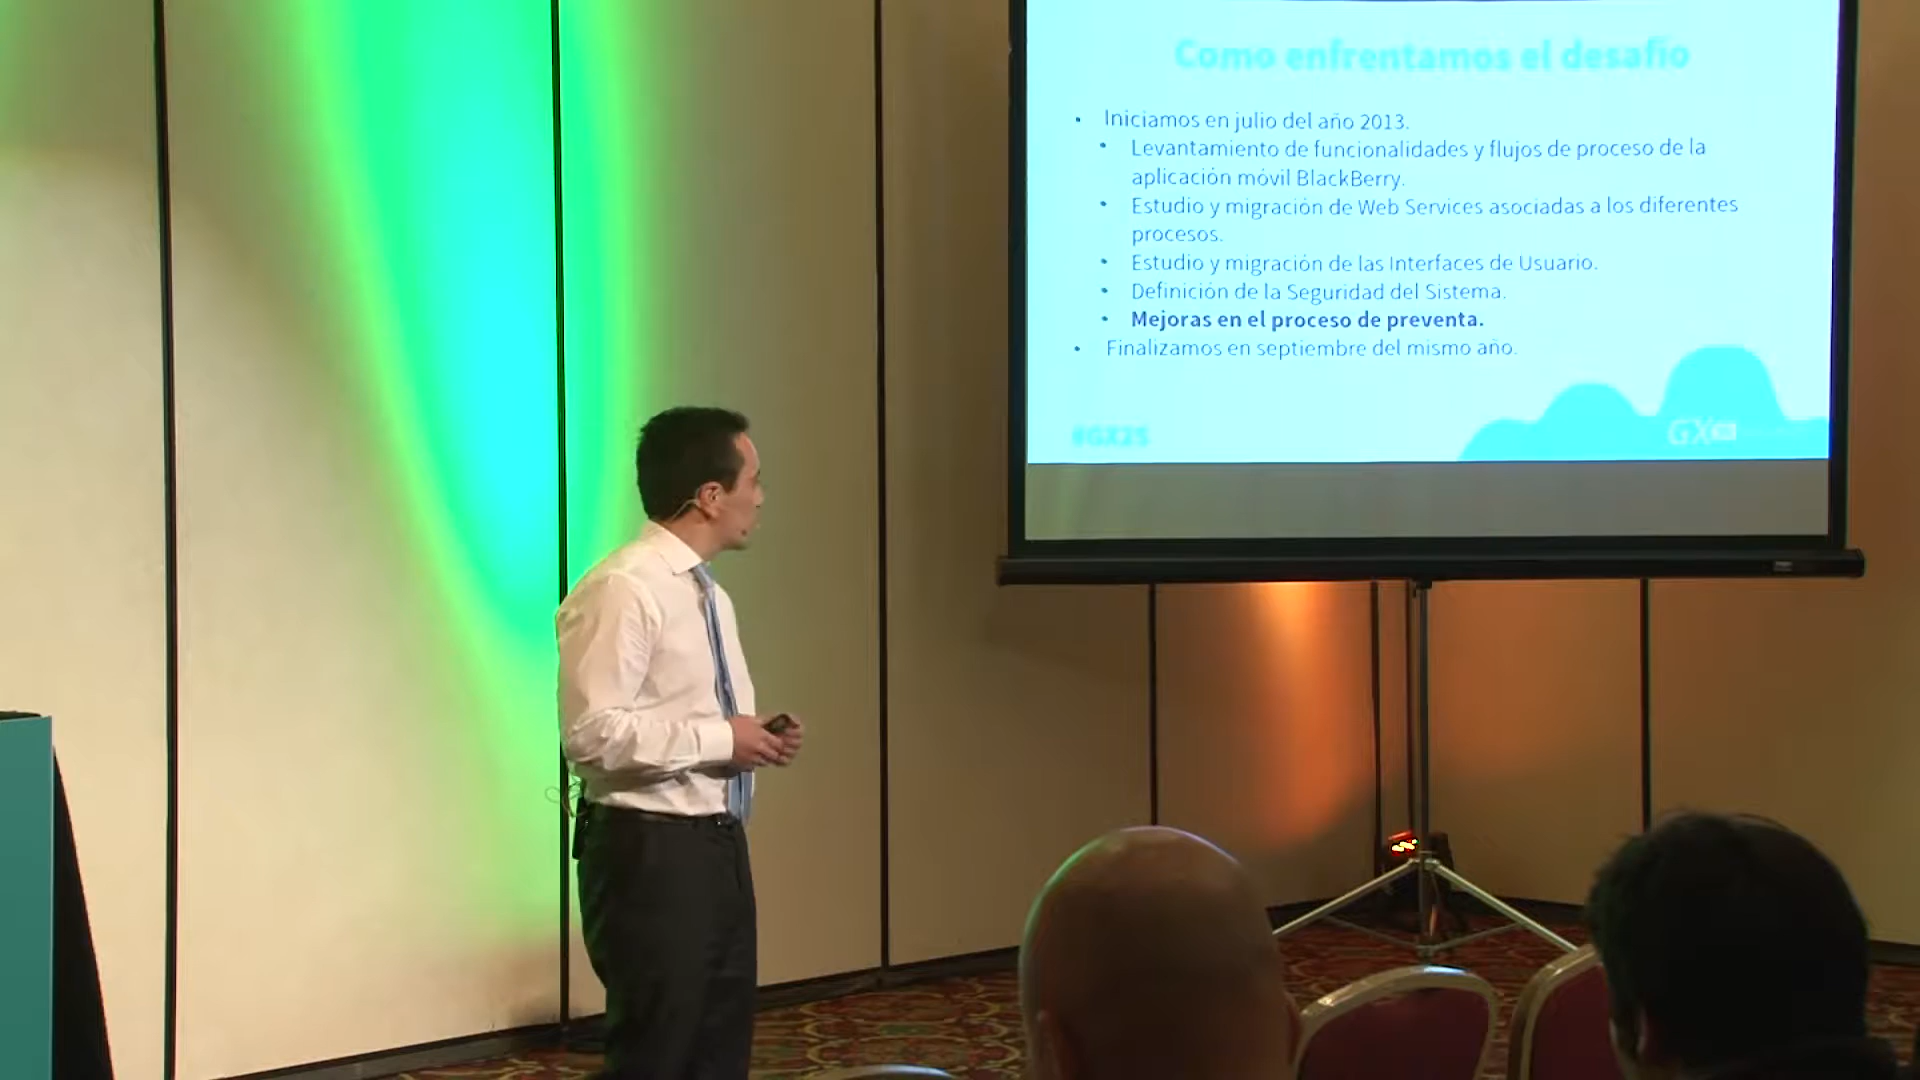 Como enfrentamos el desafío
• Iniciamos en julio del año 2013.
• Levantamiento de funcionalidades y flujos de proceso de la
aplicación móvil BlackBerry.
• Estudio y migración de Web Services asociadas a los diferentes
procesos.
• Estudio y migración de las Interfaces de Usuario.
• Definición de la Seguridad del Sistema.
• Mejoras en el proceso de preventa.
• Finalizamos en septiembre del mismo año.
#GX25
GX